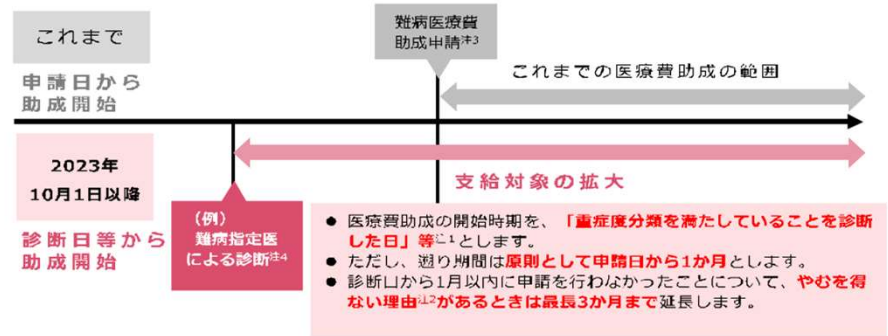 これまで
申請日から
助成開始
難病医療費
助成申請注3
これまでの医療費助成の範囲
2023年
10月1日以降
診断日等から
助成開始
(例)
難病指定医
による診断注4
支給対象の拡大
● 医療費助成の開始時期を、「重症度分類を満たしていることを診断
した日」等注1とします。
● ただし、遡り期間は原則として申請日から1か月とします。
● 診断日から1月以内に申請を行わなかったことについて、やむを得
ない理由注2があるときは最長3か月まで延長します。